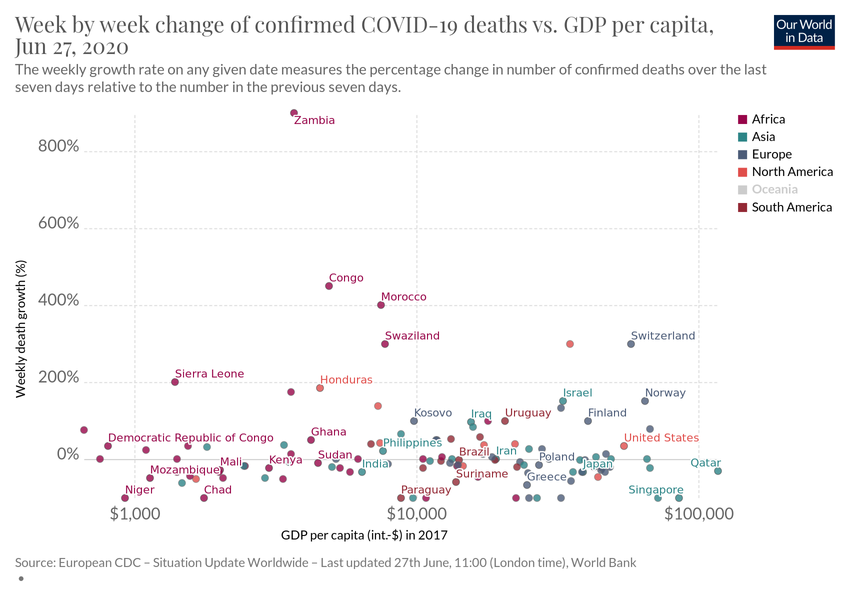 Week by week change of confirmed COVID-19 deaths vs. GDP per capita,
Jun 27, 2020
Our World
in Data
The weekly growth rate on any given date measures the percentage change in number of confirmed deaths over the last
seven days relative to the number in the previous seven days.
Zambia
Africa
Asia
Europe
North America
Oceania
South America
800%
600%
400%
200%
0%
Weekly death growth (%)
Congo
Morocco
Swaziland
Switzerland
Sierra Leone
Honduras
Israel
Norway
Kosovo
Iraq
Uruguay
Finland
Democratic Republic of Congo
Ghana
Philippines
United States
Mozambique
Mali
Kenya
Sudan
India
Brazil
Iran
Poland
Japan
Qatar
Suriname
Greece
Niger
Chad
Paraguay
Singapore
$1,000
$10,000
$100,000
GDP per capita (int.-$) in 2017
Source: European CDC – Situation Update Worldwide – Last updated 27th June, 11:00 (London time), World Bank